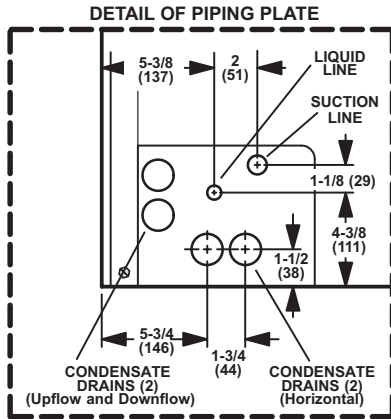 DETAIL OF PIPING PLATE
5-3/8
(137)
2
(51)
LIQUID
LINE
SUCTION
LINE
1-1/8 (29)
4-3/8
(111)
1-1/2
(38)
5-3/4
(146)
1-3/4
(44)
CONDENSATE
DRAINS (2)
(Upflow and Downflow)
CONDENSATE
DRAINS (2)
(Horizontal)